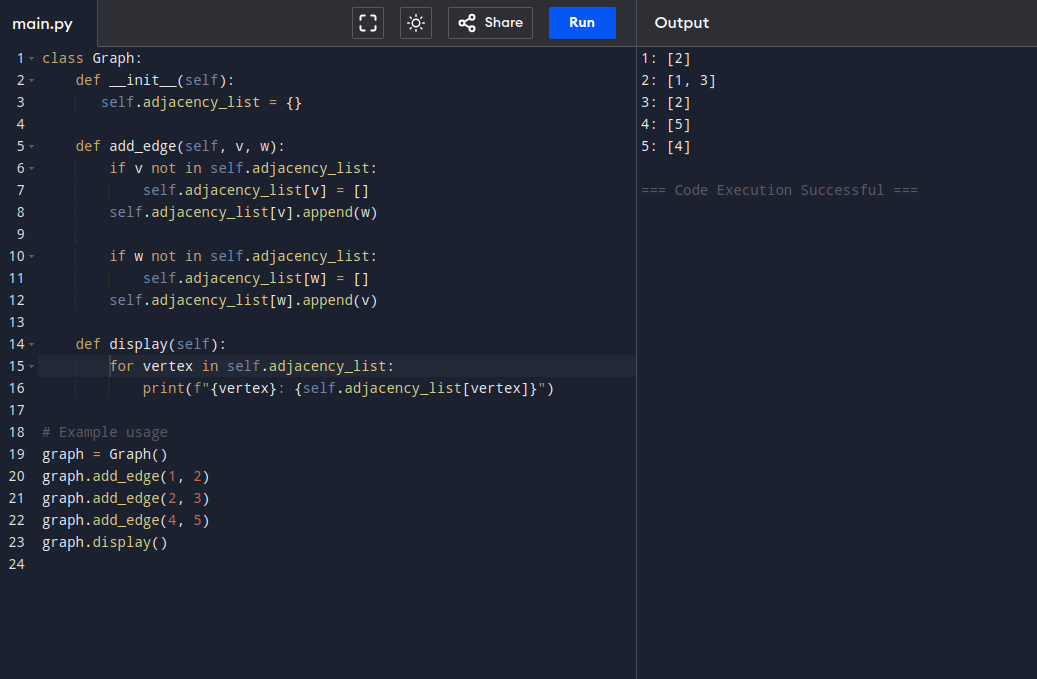 main.py
Share
Run
Output
1 class Graph:
2     def __init__(self):
3        self.adjacency_list = {}
4
5     def add_edge(self, v, w):
6         if v not in self.adjacency_list:
7             self.adjacency_list[v] = []
8         self.adjacency_list[v].append(w)
9
10         if w not in self.adjacency_list:
11             self.adjacency_list[w] = []
12         self.adjacency_list[w].append(v)
13
14     def display(self):
15         for vertex in self.adjacency_list:
16             print(f"{vertex}: {self.adjacency_list[vertex]}")
17
18 # Example usage
19 graph = Graph()
20 graph.add_edge(1, 2)
21 graph.add_edge(2, 3)
22 graph.add_edge(4, 5)
23 graph.display()
24
1: [2]
2: [1, 3]
3: [2]
4: [5]
5: [4]
=== Code Execution Successful ===